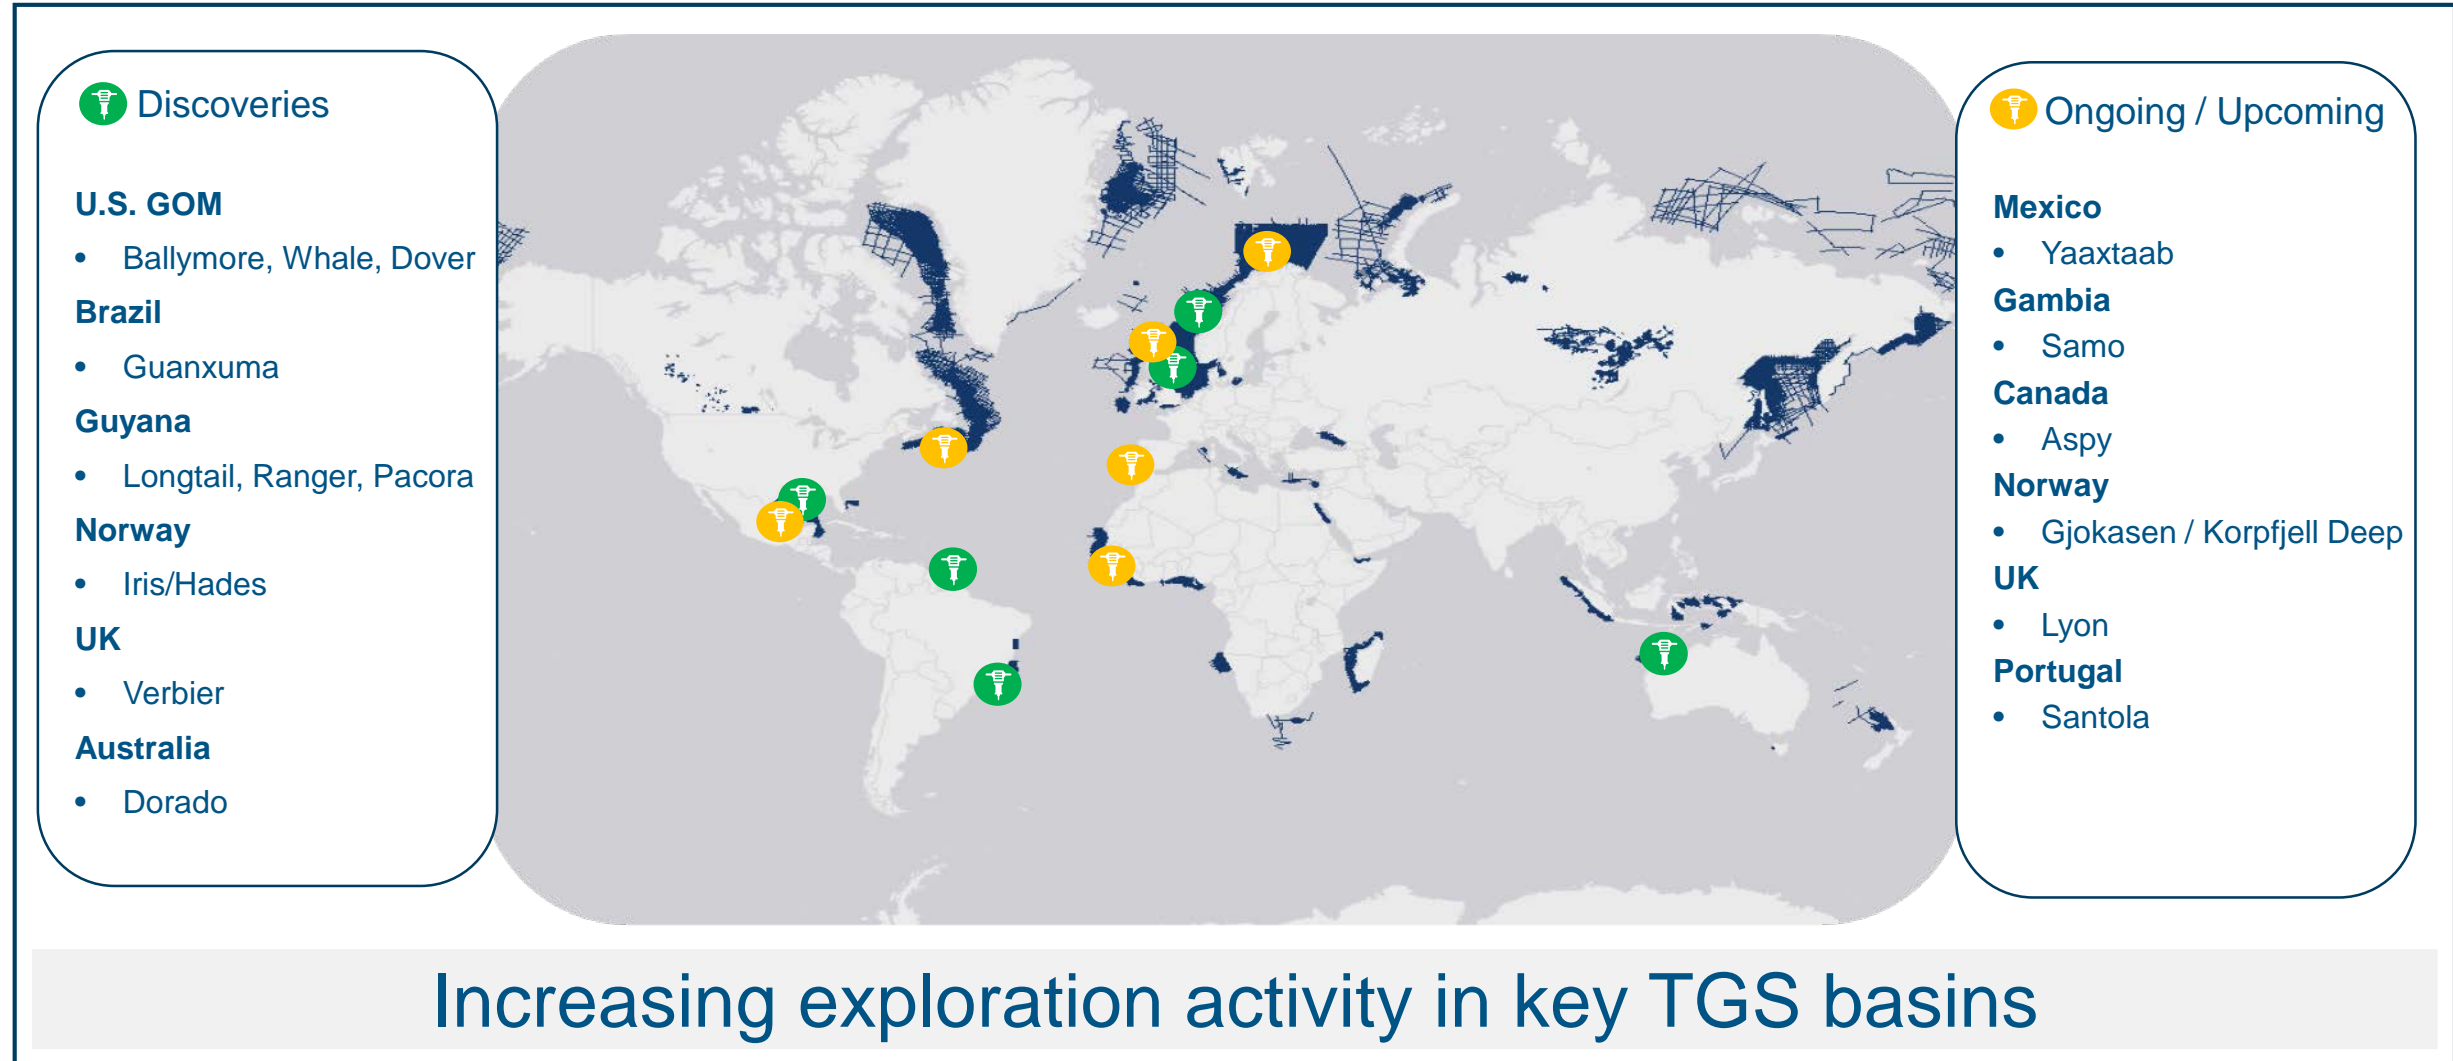 Discoveries
U.S. GOM
• Ballymore, Whale, Dover
Brazil
• Guanxuma
Guyana
• Longtail, Ranger, Pacora
Norway
• Iris/Hades
UK
• Verbier
Australia
• Dorado
Ongoing / Upcoming
Mexico
• Yaaxtaab
Gambia
• Samo
Canada
• Aspy
Norway
• Gjokasen / Korpfjell Deep
UK
• Lyon
Portugal
• Santola
Increasing exploration activity in key TGS basins